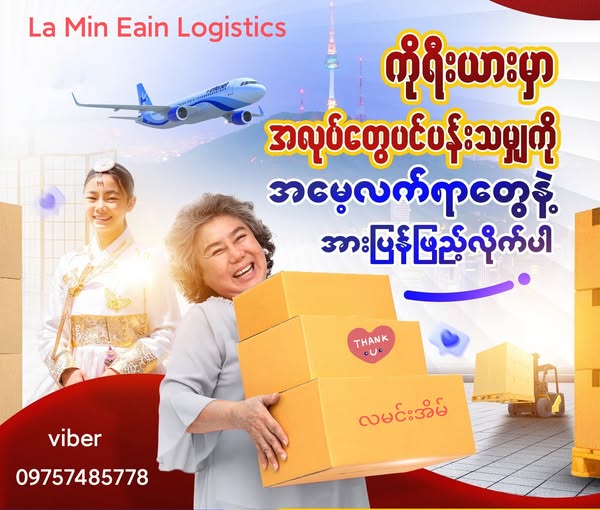 La Min Eain Logistics
ကိုရီးယားမှာ
အလုပ်တွေပင်ပန်းသမျှကို
အမေ့လက်ရာတွေနဲ့
အားပြန်ဖြည့်လိုက်ပါ
THANK
U
လမင်းအိမ်
viber
09757485778